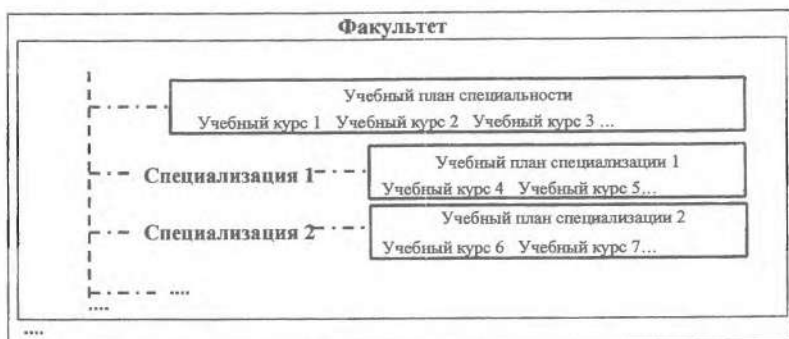 Факультет
Учебный план специальности
Учебный курс 1 Учебный курс 2 Учебный курс 3 ...
Специализация 1
Учебный план специализации 1
Учебный курс 4 Учебный курс 5,..
Специализация 2
Учебный план специализации 2
Учебный курс 6 Учебный курс 7...
....
....
....